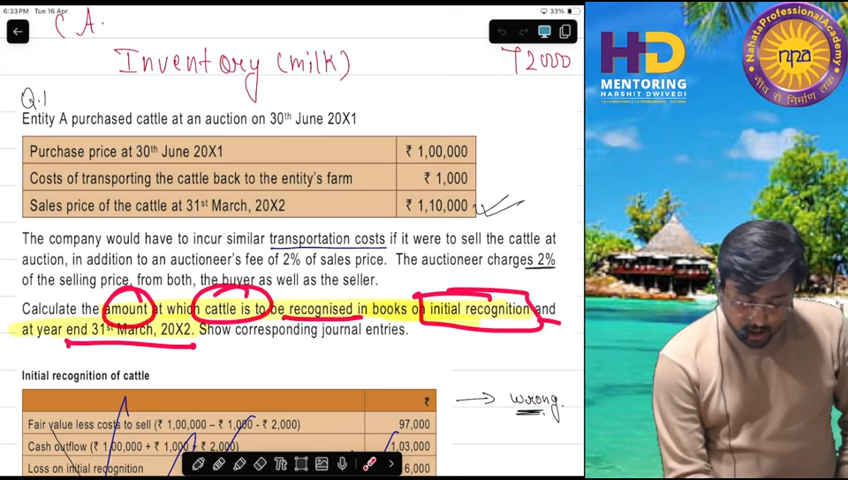 6:33 PM Tue 16 Apr
33%
C A.
Inventory (milk)
₹2000
Q.1
Entity A purchased cattle at an auction on 30th June 20X1
Purchase price at 30th June 20X1 ₹ 1,00,000
Costs of transporting the cattle back to the entity's farm ₹ 1,000
Sales price of the cattle at 31st March, 20X2 ₹ 1,10,000
The company would have to incur similar transportation costs if it were to sell the cattle at
auction, in addition to an auctioneer's fee of 2% of sales price. The auctioneer charges 2%
of the selling price, from both, the buyer as well as the seller.
Calculate the amount at which cattle is to be recognised in books on initial recognition and
at year end 31st March, 20X2. Show corresponding journal entries.
Initial recognition of cattle
₹
→ wrong.
Fair value less costs to sell (₹ 1,00,000 – ₹ 1,000 - ₹ 2,000) 97,000
Cash outflow (₹ 1,00,000 + ₹ 1,000 + ₹ 2,000) 1,03,000
Loss on initial recognition 6,000
HD
MENTORING
HARSHIT DWIVEDI
Nahata Professional Academy
npa
नींव से निर्माण तक